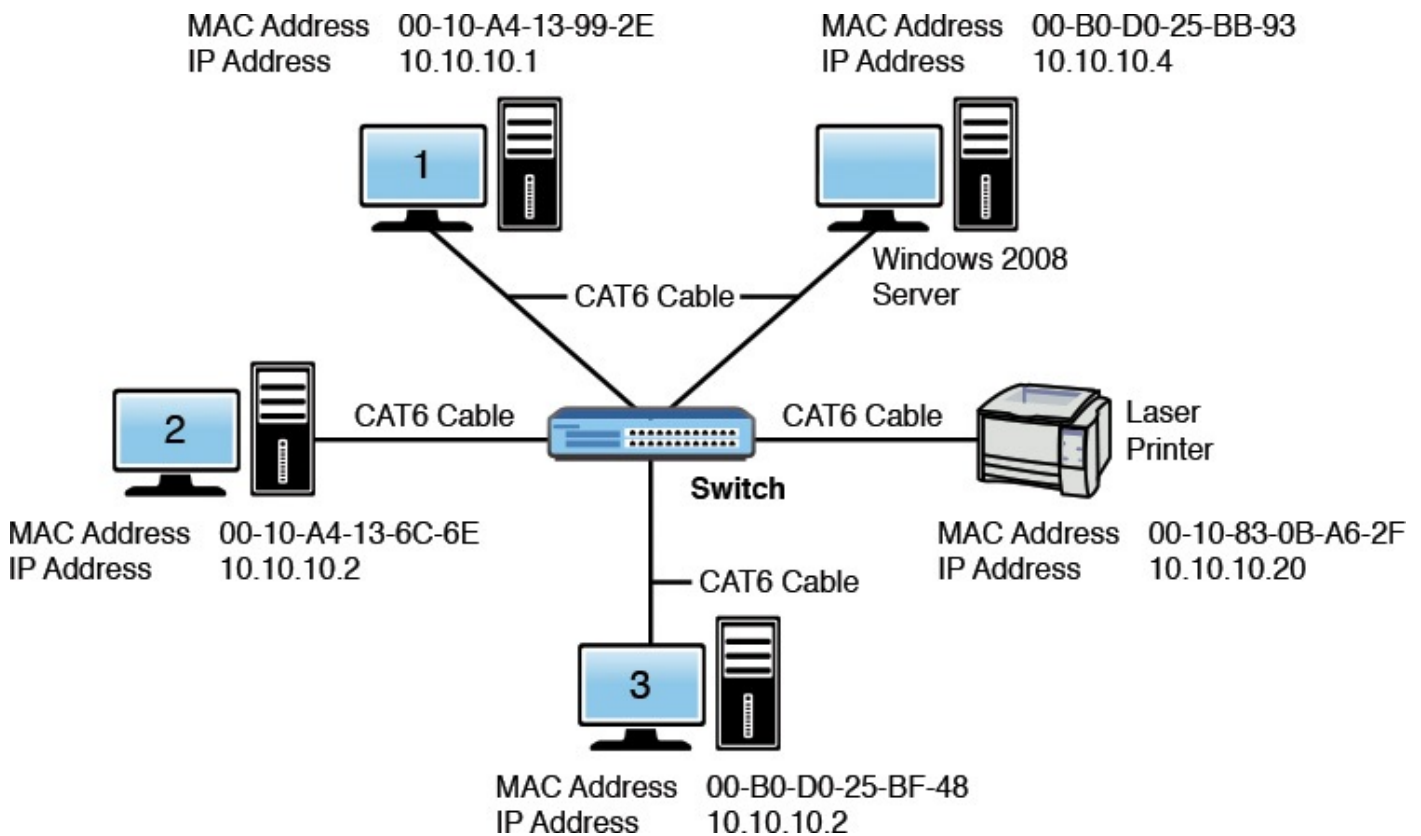 MAC Address 00-10-A4-13-99-2E
IP Address 10.10.10.1
MAC Address 00-B0-D0-25-BB-93
IP Address 10.10.10.4
1
Windows 2008
Server
CAT6 Cable
2
CAT6 Cable
CAT6 Cable
Laser
Printer
Switch
MAC Address 00-10-A4-13-6C-6E
IP Address 10.10.10.2
MAC Address 00-10-83-0B-A6-2F
IP Address 10.10.10.20
CAT6 Cable
3
MAC Address 00-B0-D0-25-BF-48
IP Address 10.10.10.2